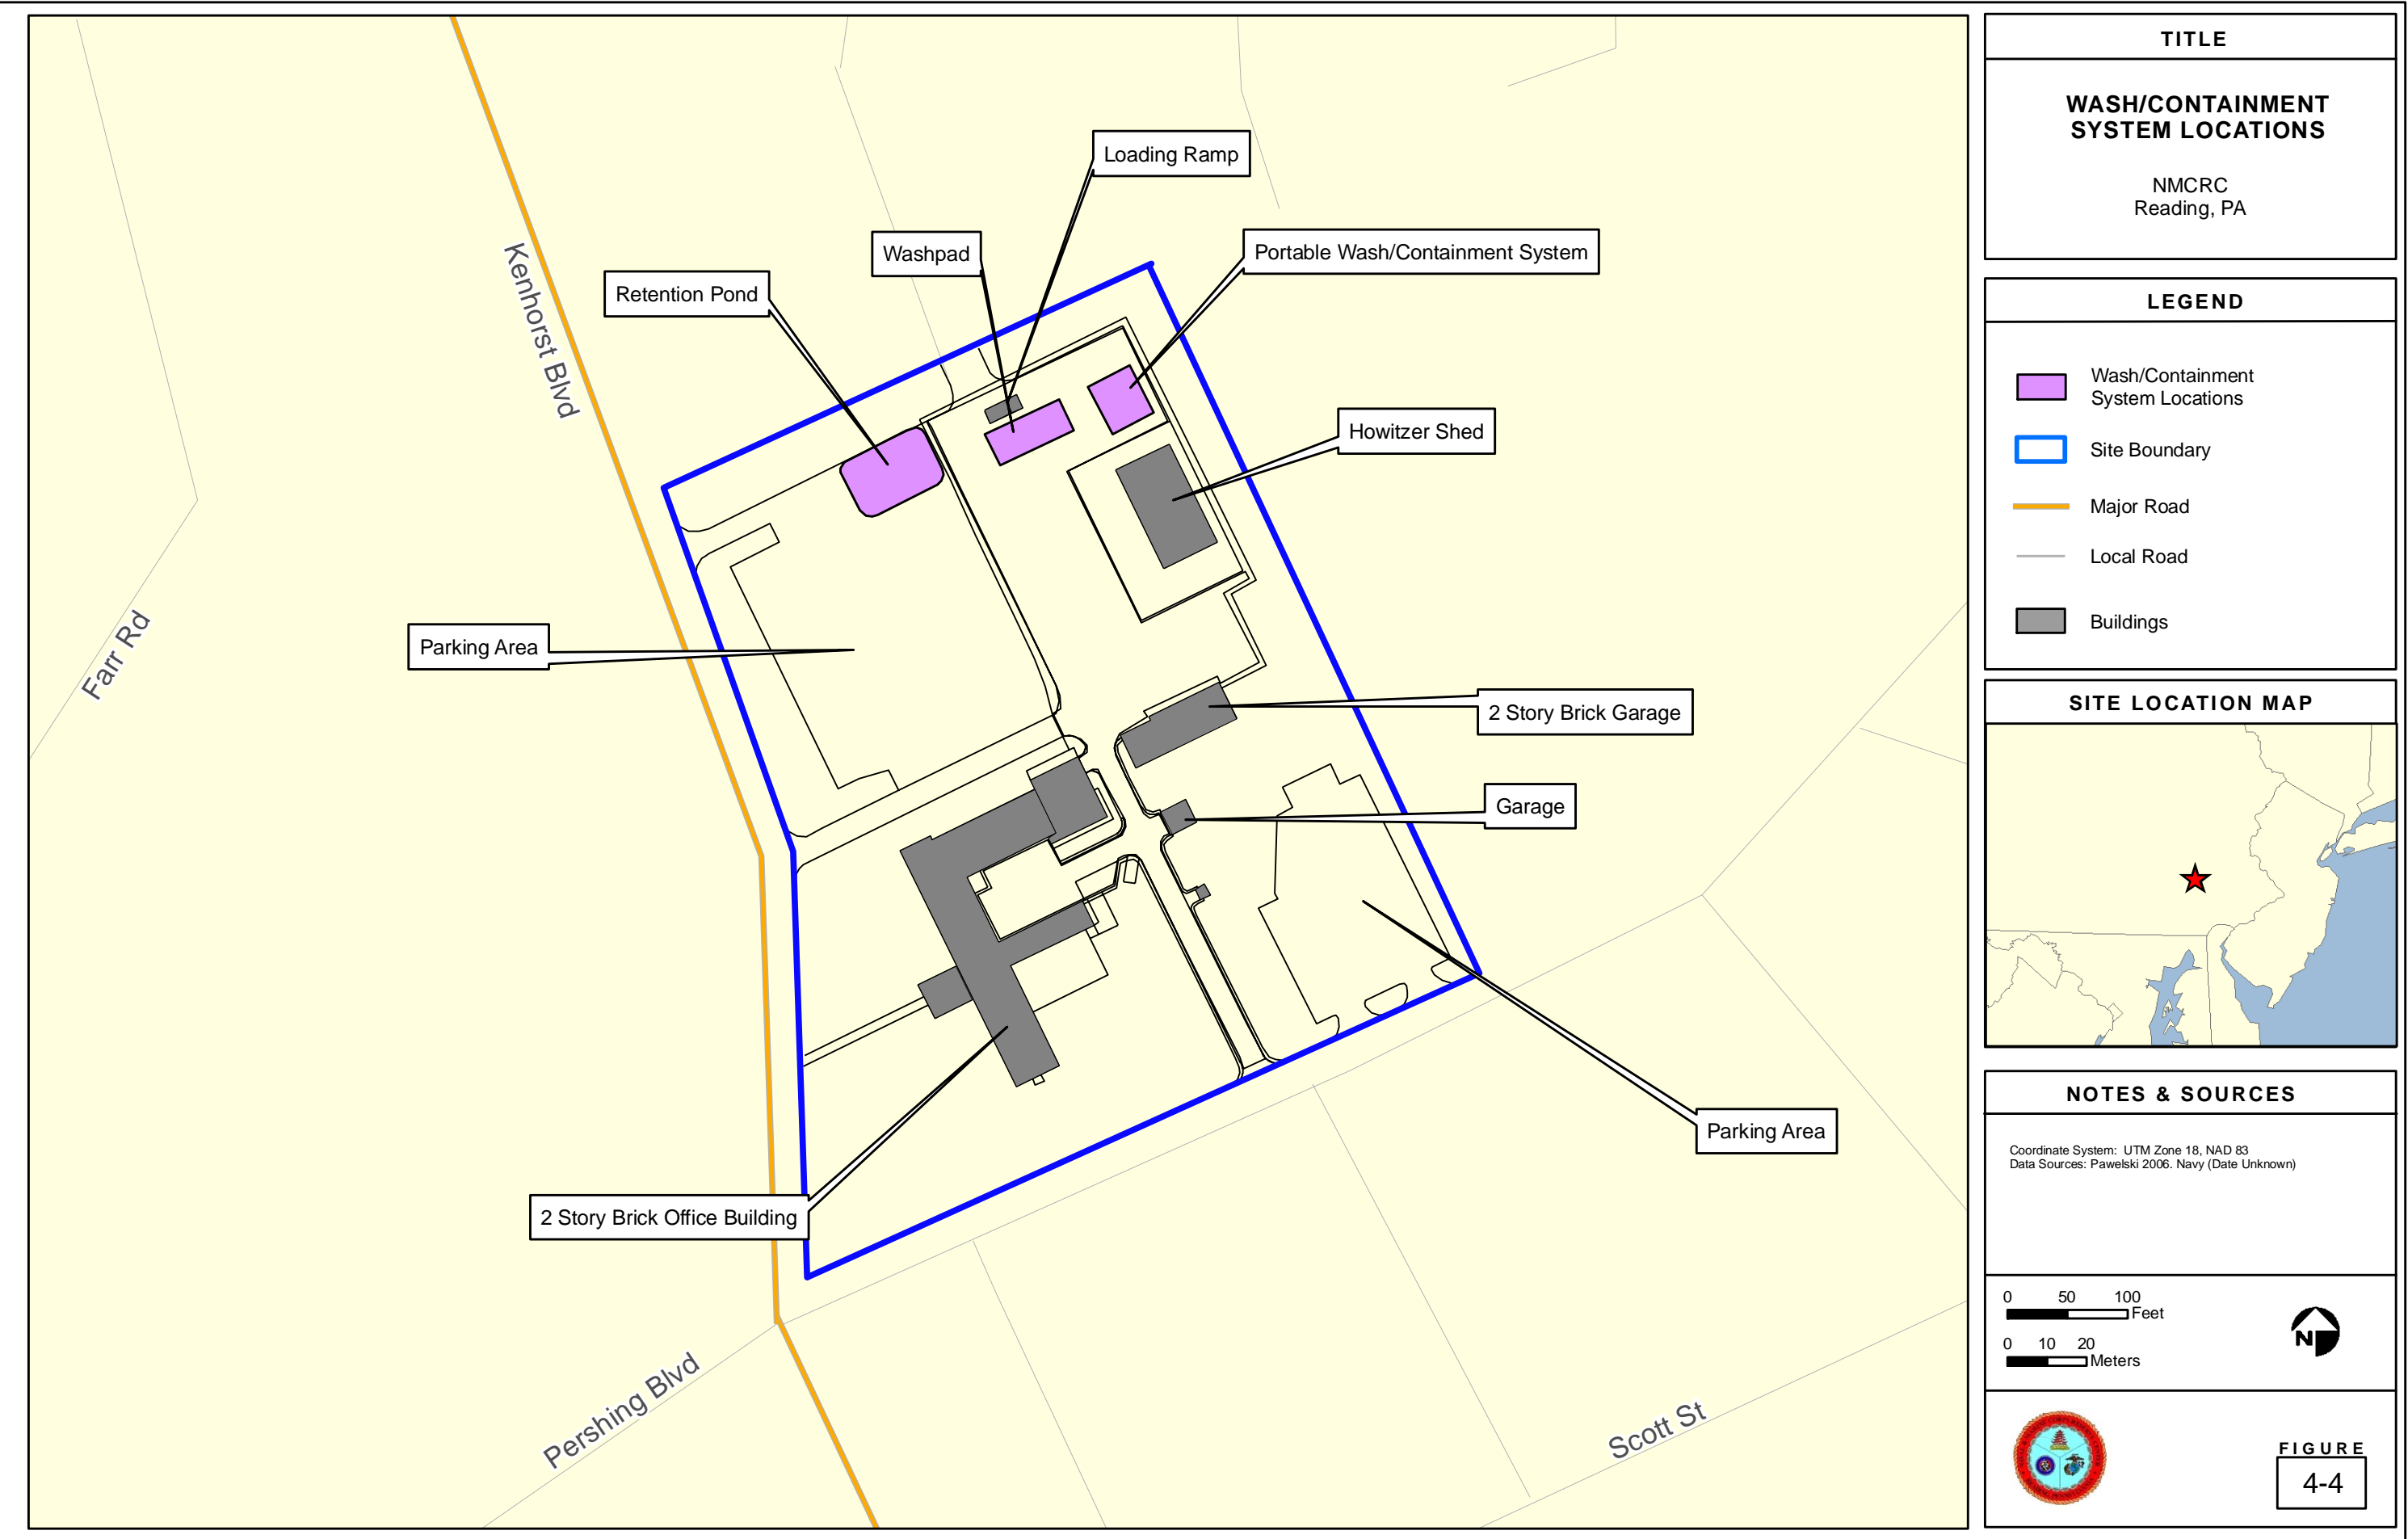 Loading Ramp
Washpad
Portable Wash/Containment System
Retention Pond
Kenhorst Blvd
Howitzer Shed
Farr Rd
Parking Area
2 Story Brick Garage
Garage
Parking Area
2 Story Brick Office Building
Pershing Blvd
Scott St
TITLE
WASH/CONTAINMENT
SYSTEM LOCATIONS
NMCRC
Reading, PA
LEGEND
Wash/Containment
System Locations
Site Boundary
Major Road
Local Road
Buildings
SITE LOCATION MAP
NOTES & SOURCES
Coordinate System: UTM Zone 18, NAD 83
Data Sources: Pawelski 2006. Navy (Date Unknown)
0 50 100
Feet
0 10 20
Meters
N
FIGURE
4-4